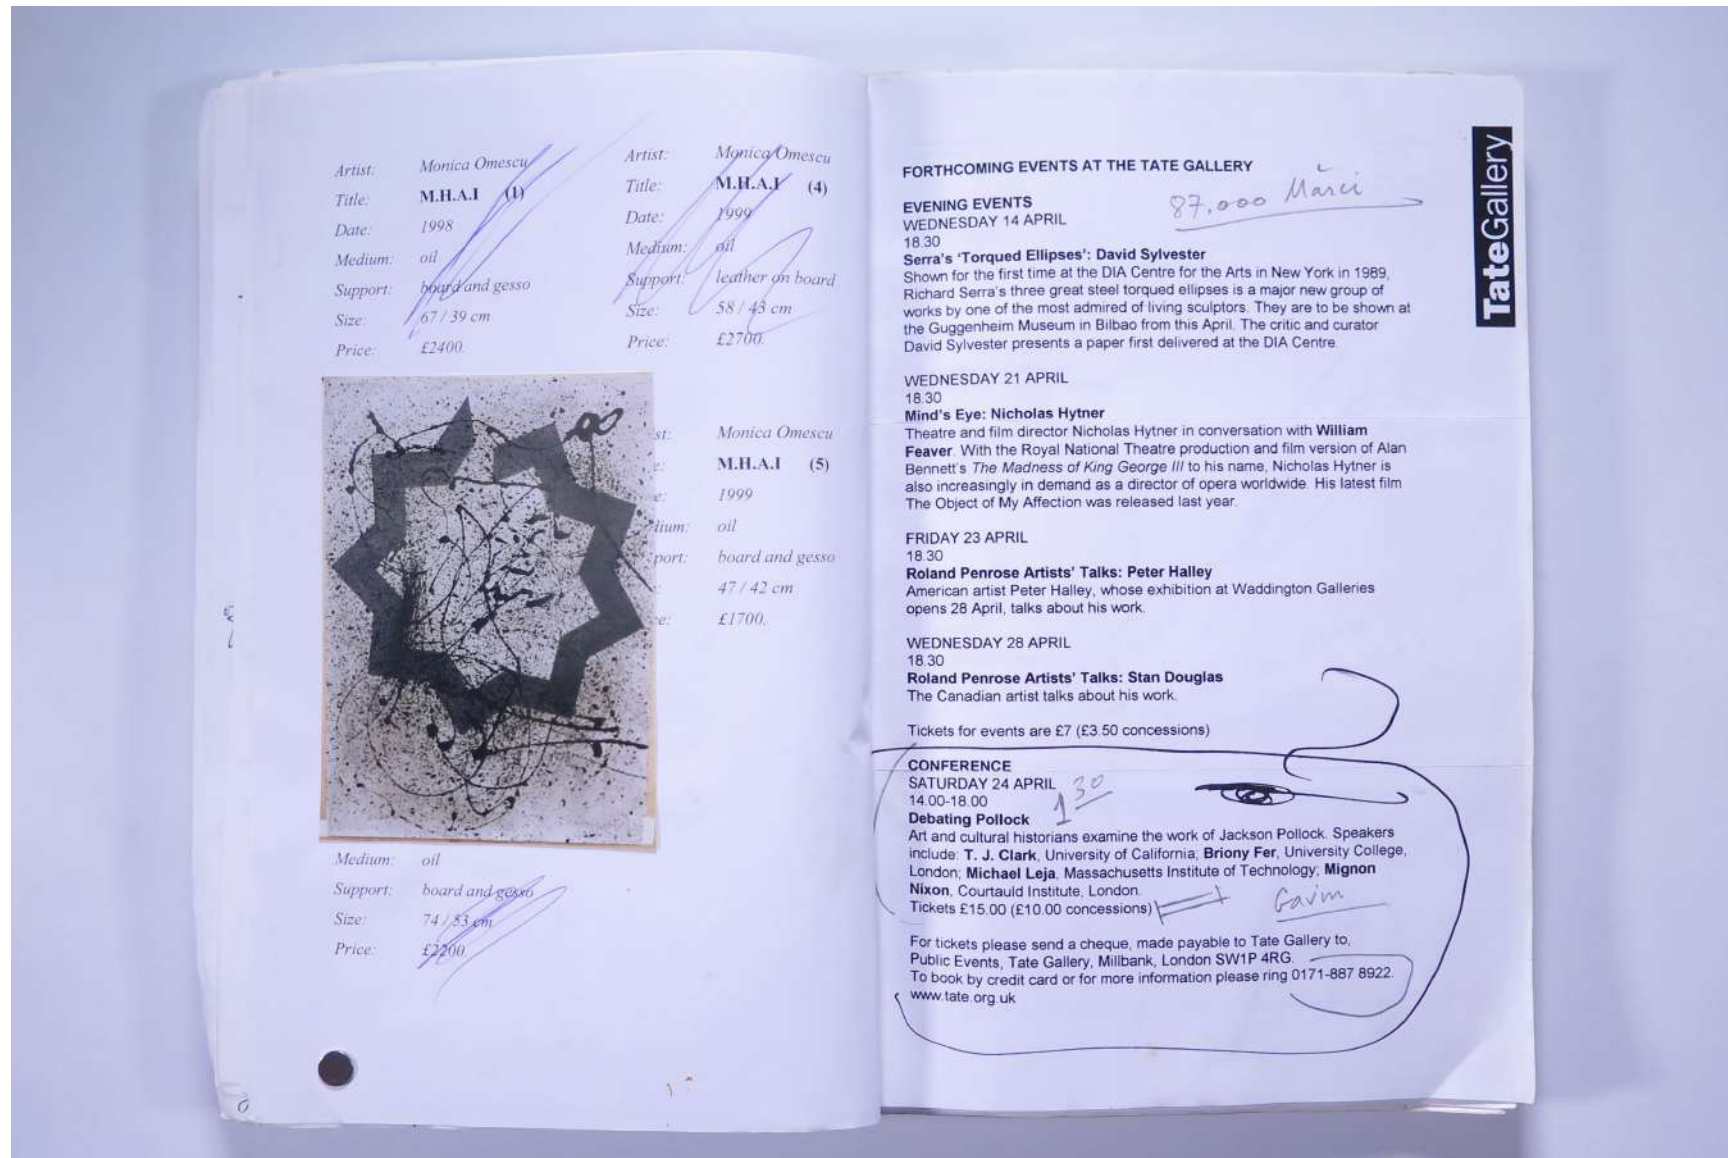 Artist: Monica Omescu
Title: M.H.A.I (1)
Date: 1998
Medium: oil
Support: board and gesso
Size: 67 / 39 cm
Price: £2400.
Artist: Monica Omescu
Title: M.H.A.I (4)
Date: 1999
Medium: oil
Support: leather on board
Size: 58 / 43 cm
Price: £2700.
st: Monica Omescu
e: M.H.A.I (5)
e: 1999
dium: oil
port: board and gesso
: 47 / 42 cm
e: £1700.
Medium: oil
Support: board and gesso
Size: 74 / 53 cm
Price: £2200.
TateGallery
FORTHCOMING EVENTS AT THE TATE GALLERY
87.000 Mărci
EVENING EVENTS
WEDNESDAY 14 APRIL
18.30
Serra's 'Torqued Ellipses': David Sylvester
Shown for the first time at the DIA Centre for the Arts in New York in 1989,
Richard Serra's three great steel torqued ellipses is a major new group of
works by one of the most admired of living sculptors. They are to be shown at
the Guggenheim Museum in Bilbao from this April. The critic and curator
David Sylvester presents a paper first delivered at the DIA Centre.
WEDNESDAY 21 APRIL
18.30
Mind's Eye: Nicholas Hytner
Theatre and film director Nicholas Hytner in conversation with William
Feaver. With the Royal National Theatre production and film version of Alan
Bennett's The Madness of King George III to his name, Nicholas Hytner is
also increasingly in demand as a director of opera worldwide. His latest film
The Object of My Affection was released last year.
FRIDAY 23 APRIL
18.30
Roland Penrose Artists' Talks: Peter Halley
American artist Peter Halley, whose exhibition at Waddington Galleries
opens 28 April, talks about his work.
WEDNESDAY 28 APRIL
18.30
Roland Penrose Artists' Talks: Stan Douglas
The Canadian artist talks about his work.
Tickets for events are £7 (£3.50 concessions)
CONFERENCE
SATURDAY 24 APRIL
14.00-18.00 1 30
Debating Pollock
Art and cultural historians examine the work of Jackson Pollock. Speakers
include: T. J. Clark, University of California; Briony Fer, University College,
London; Michael Leja, Massachusetts Institute of Technology; Mignon
Nixon, Courtauld Institute, London.
Tickets £15.00 (£10.00 concessions) Gavin
For tickets please send a cheque, made payable to Tate Gallery to,
Public Events, Tate Gallery, Millbank, London SW1P 4RG.
To book by credit card or for more information please ring 0171-887 8922.
www.tate.org.uk